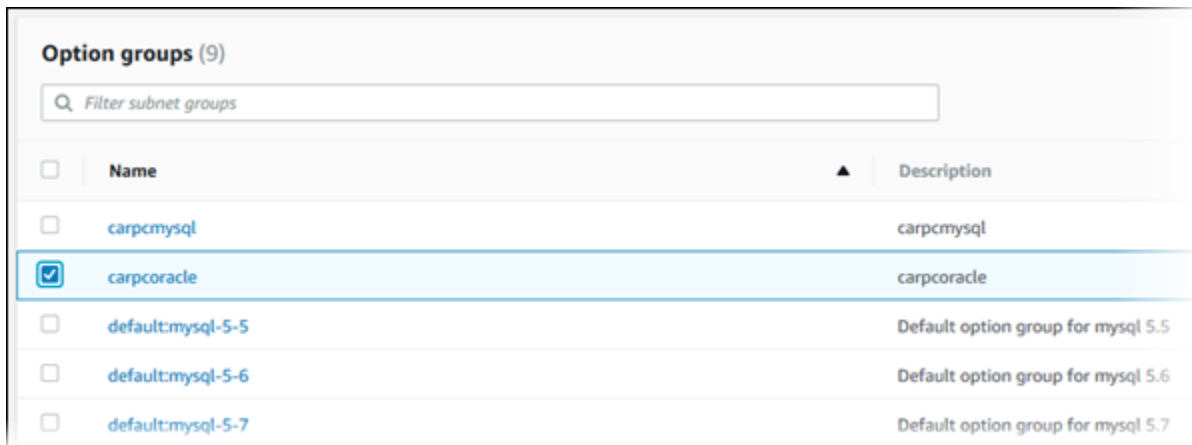 Option groups (9)
Filter subnet groups
Name Description
carpcmysql carpcmysql
carpcoracle carpcoracle
default:mysql-5-5 Default option group for mysql 5.5
default:mysql-5-6 Default option group for mysql 5.6
default:mysql-5-7 Default option group for mysql 5.7